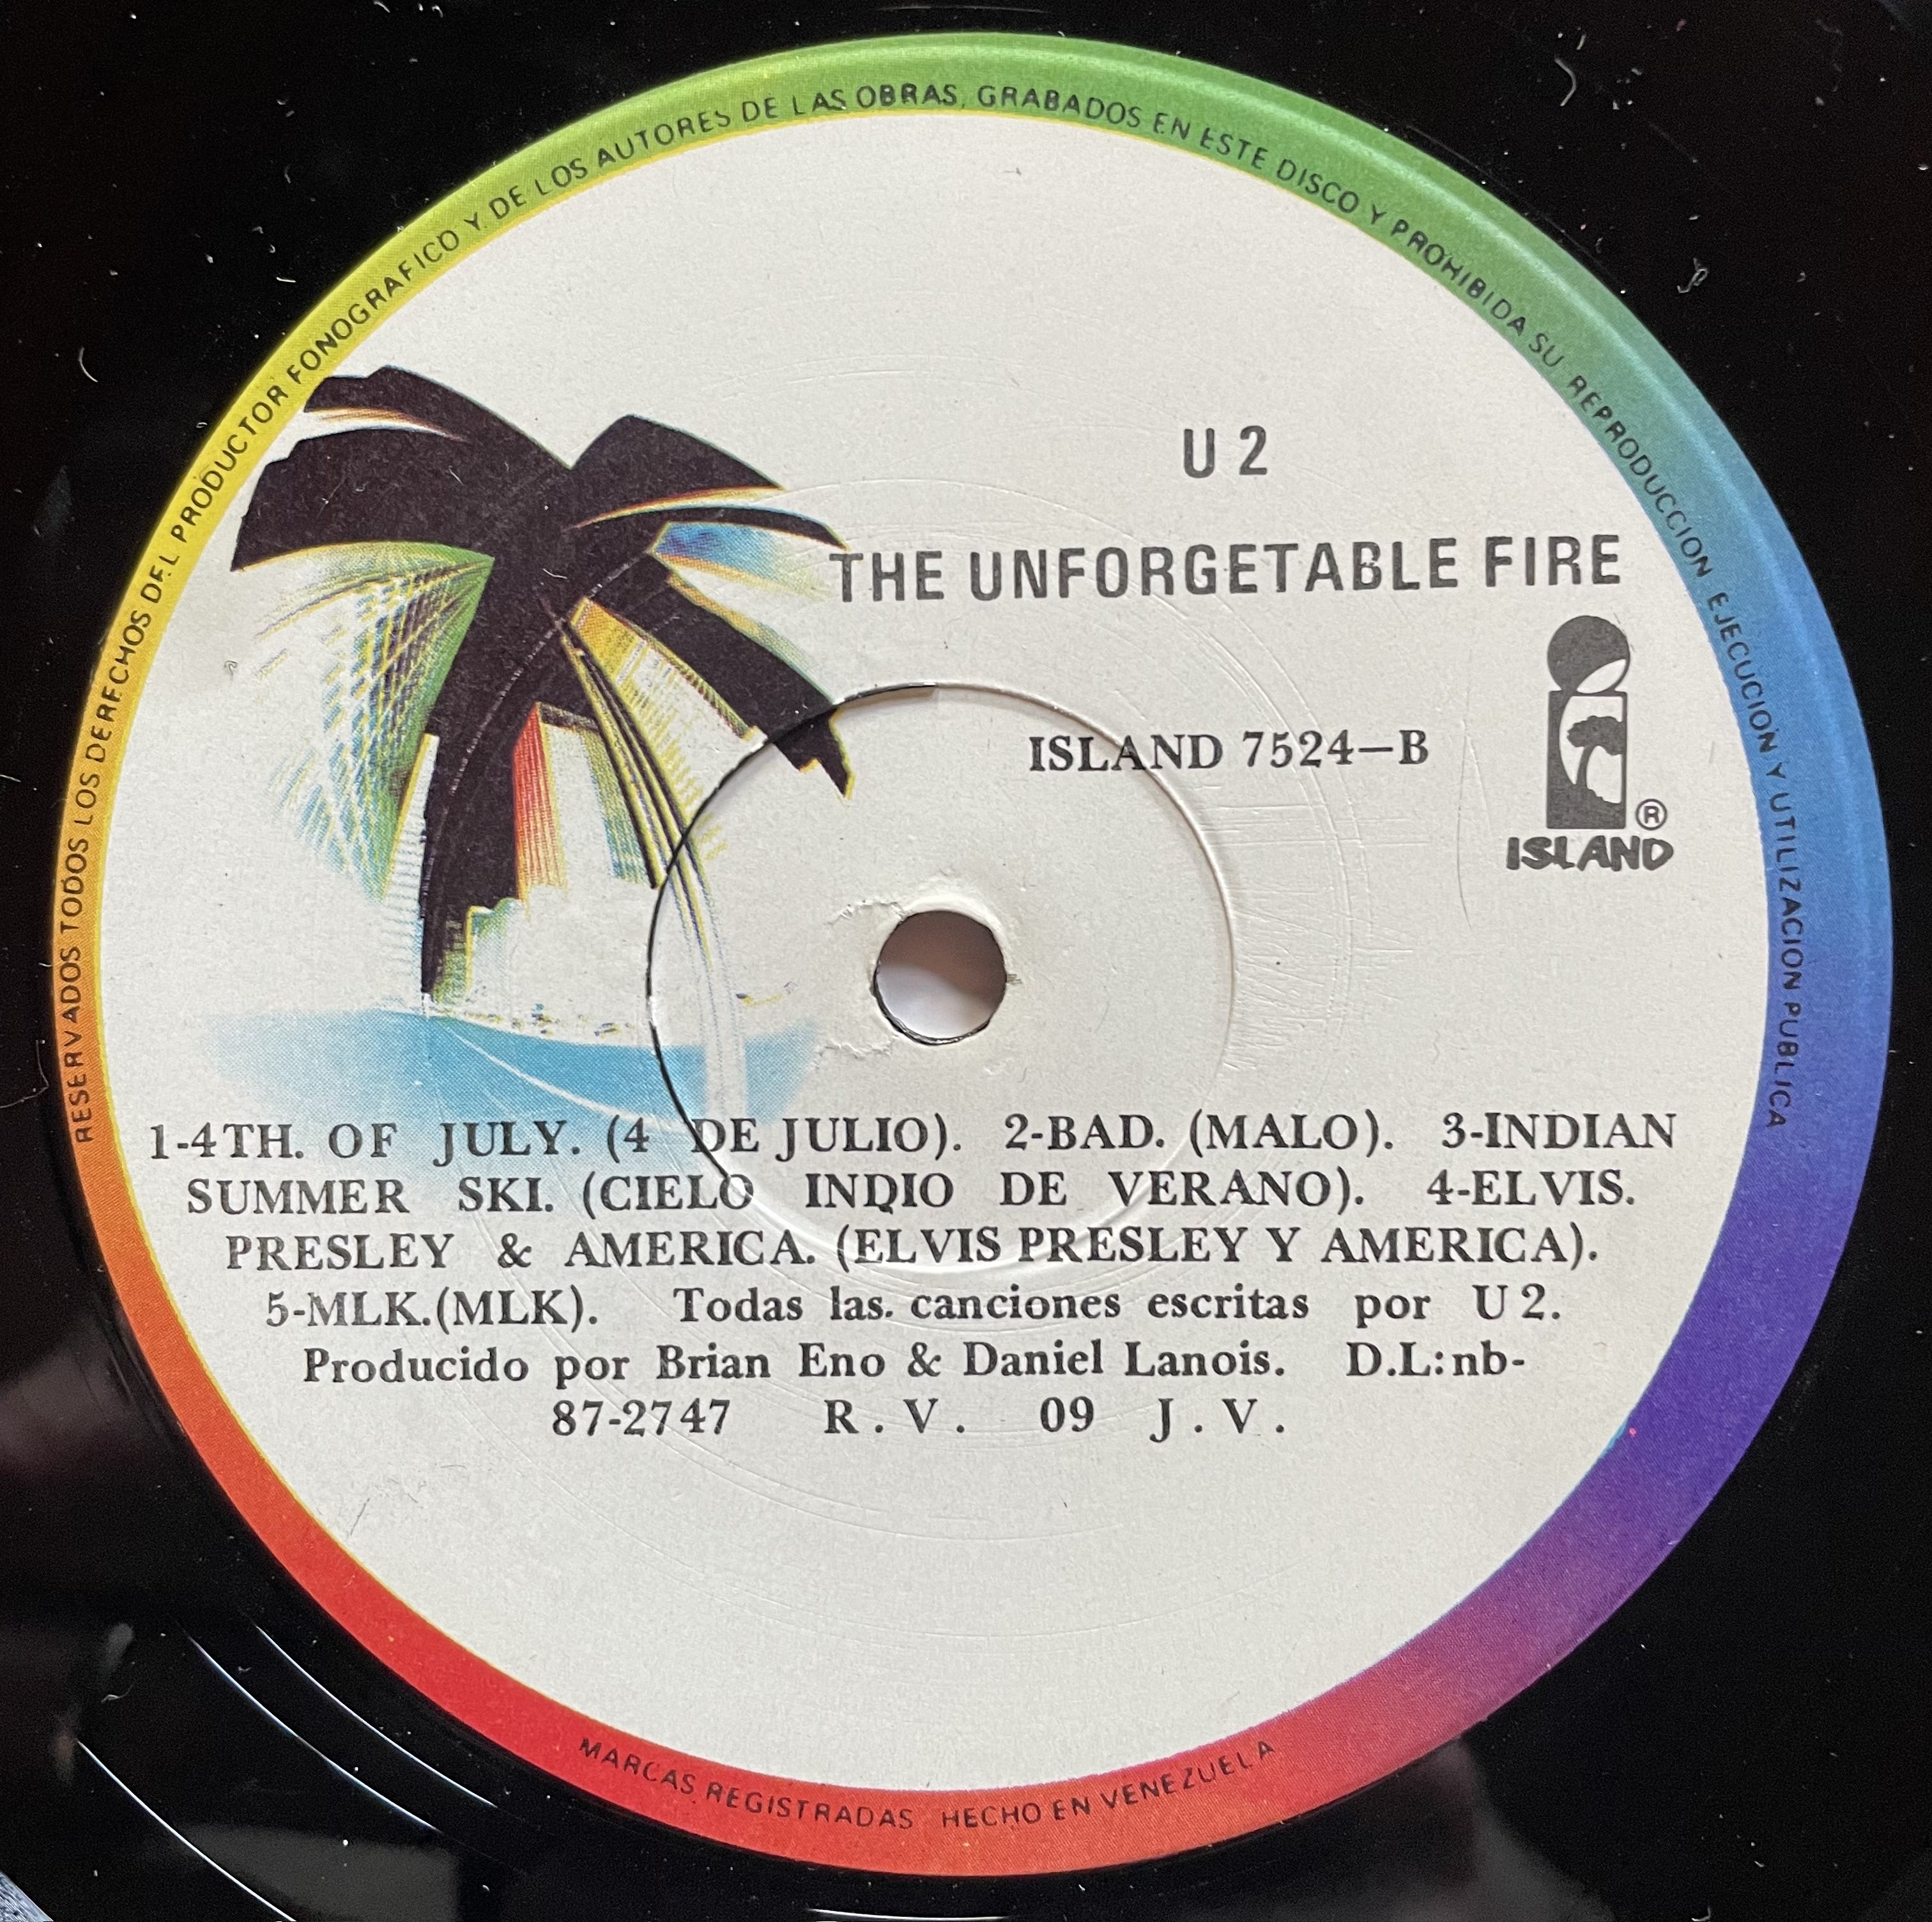 RESERVADOS TODOS LOS DERECHOS DEL PRODUCTOR FONOGRAFICO Y DE LOS AUTORES DE LAS OBRAS, GRABADOS EN ESTE DISCO Y PROHIBIDA SU REPRODUCCION EJECUCION Y UTILIZACION PUBLICA
U 2
THE UNFORGETABLE FIRE
ISLAND 7524-B
®
ISLAND
1-4TH. OF JULY. (4 DE JULIO). 2-BAD. (MALO). 3-INDIAN
SUMMER SKI. (CIELO INDIO DE VERANO). 4-ELVIS.
PRESLEY & AMERICA. (ELVIS PRESLEY Y AMERICA).
5-MLK.(MLK). Todas las. canciones escritas por U 2.
Producido por Brian Eno & Daniel Lanois. D.L:nb-
87-2747 R.V. 09 J.V.
MARCAS REGISTRADAS HECHO EN VENEZUELA